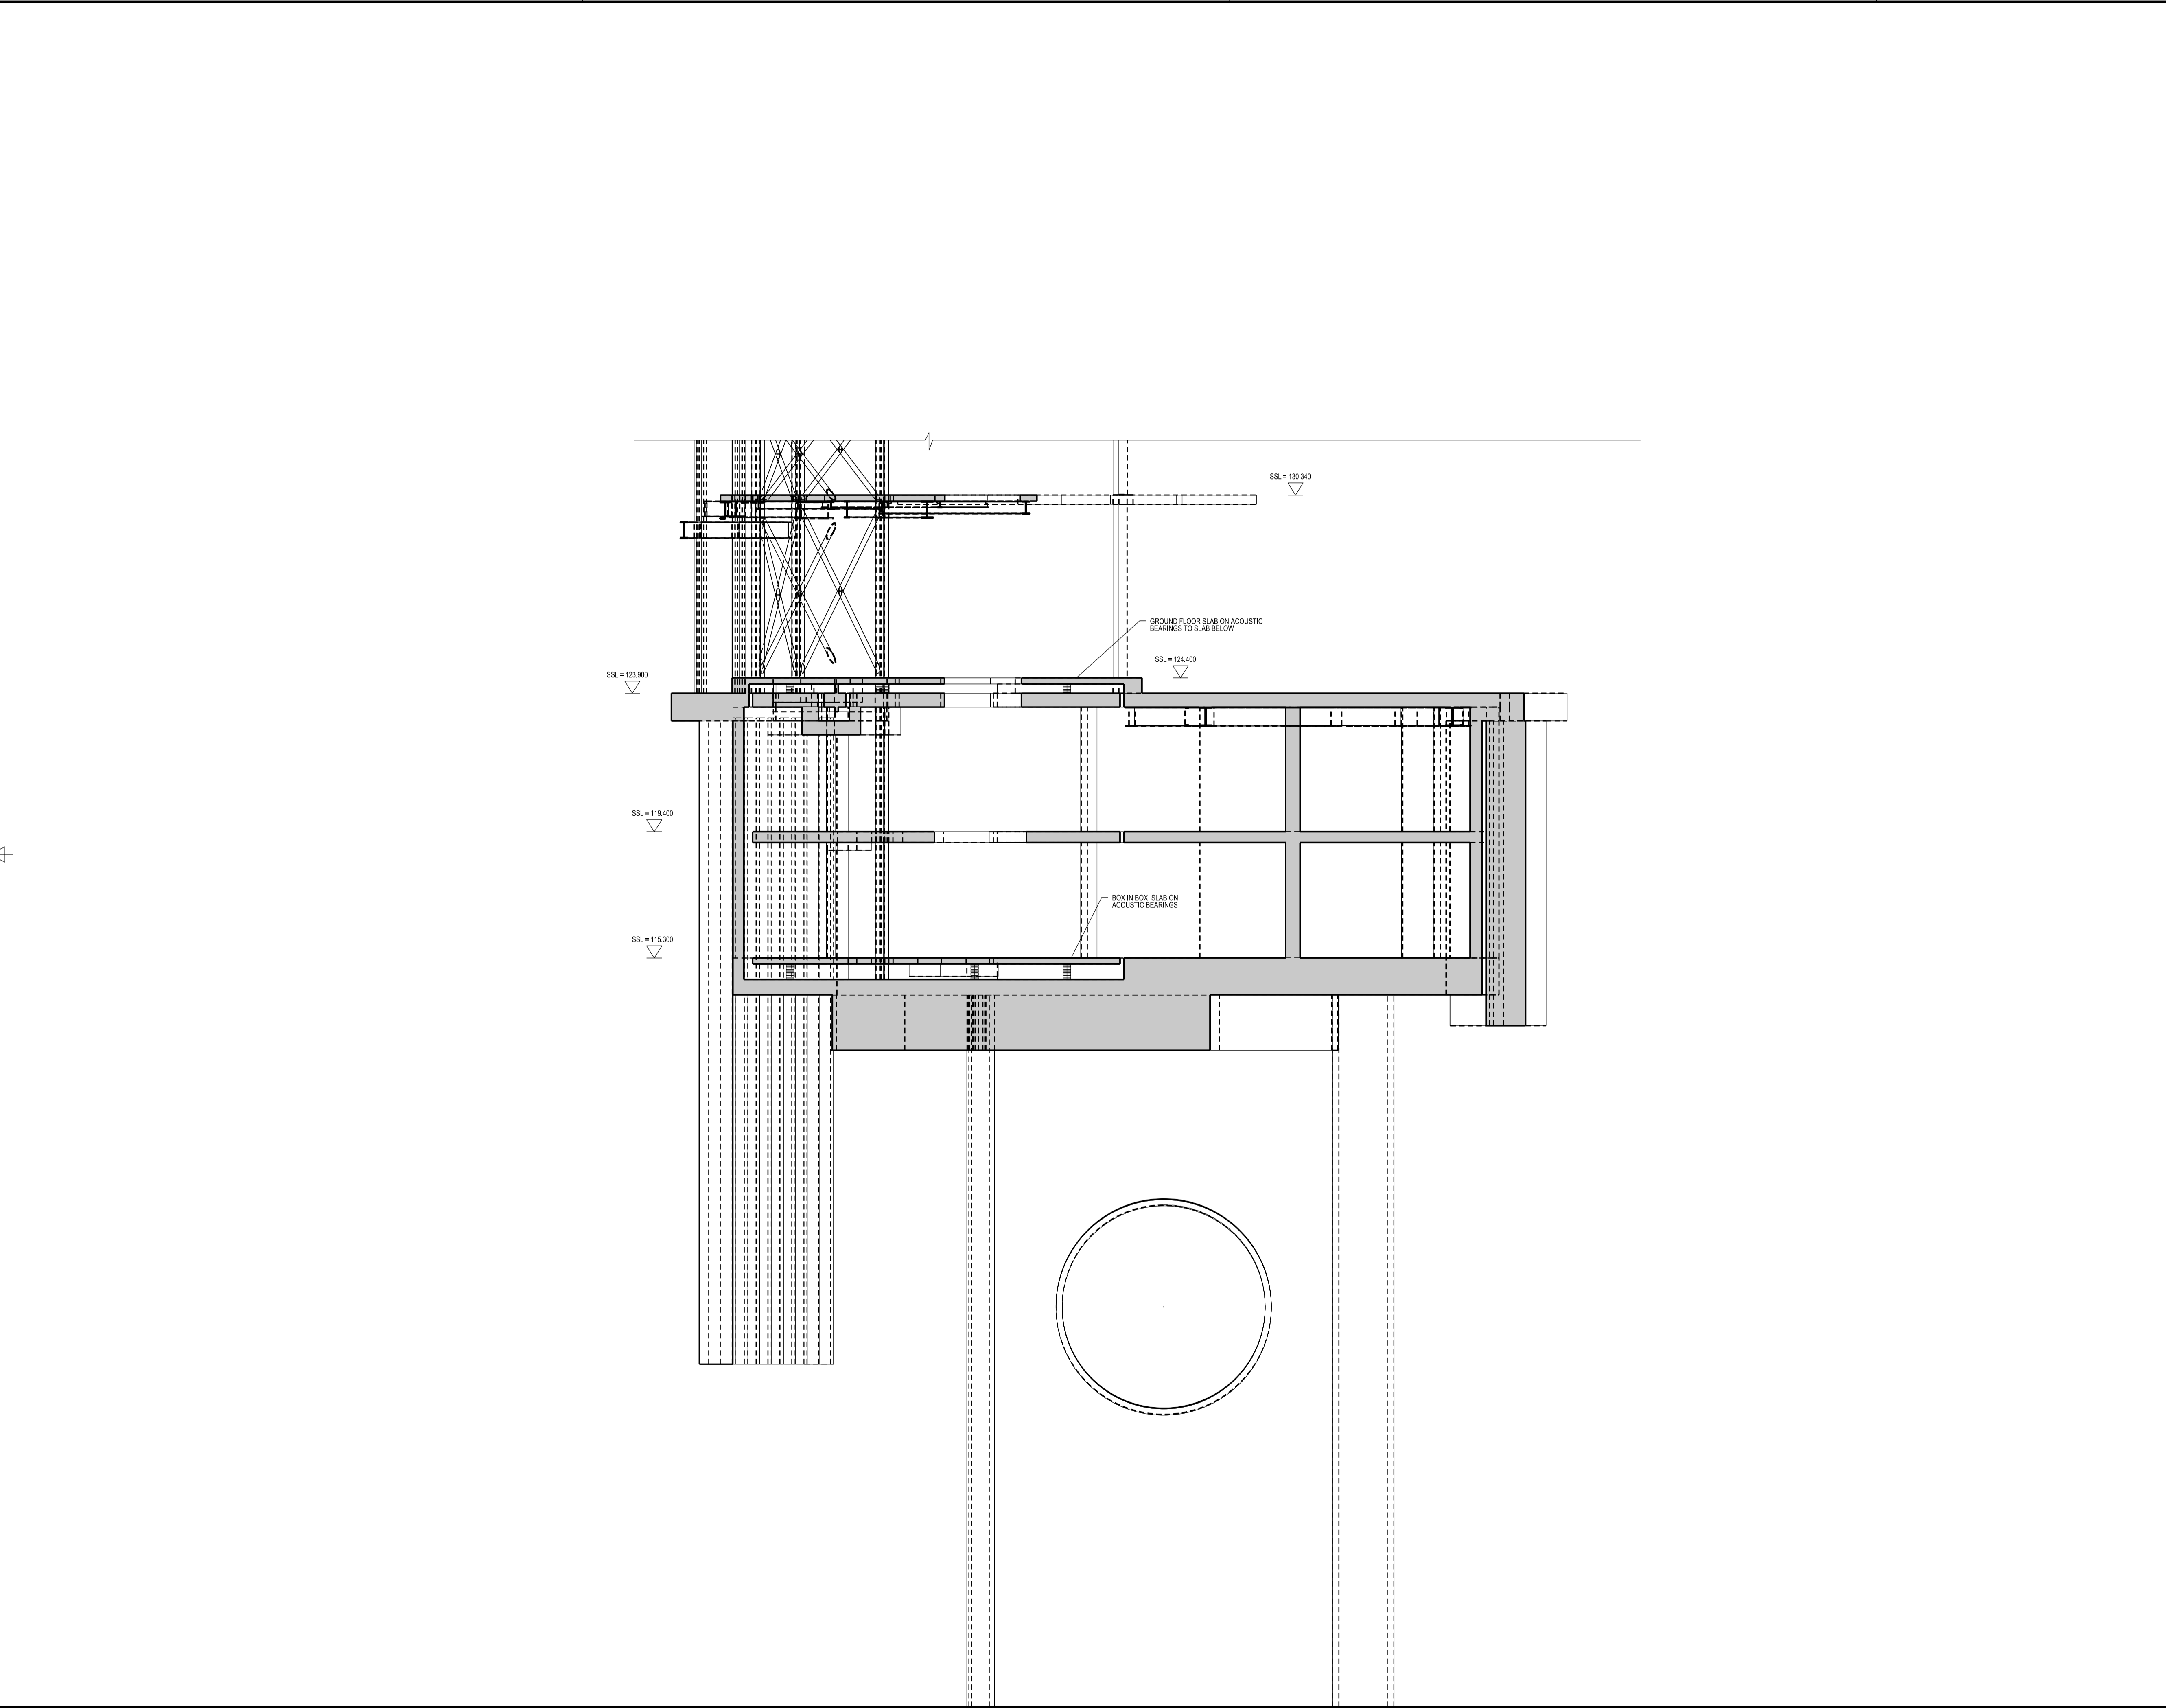 SSL = 130.340
GROUND FLOOR SLAB ON ACOUSTIC
BEARINGS TO SLAB BELOW
SSL = 124.400
SSL = 123.900
SSL = 119.400
BOX IN BOX SLAB ON
ACOUSTIC BEARINGS
SSL = 115.300